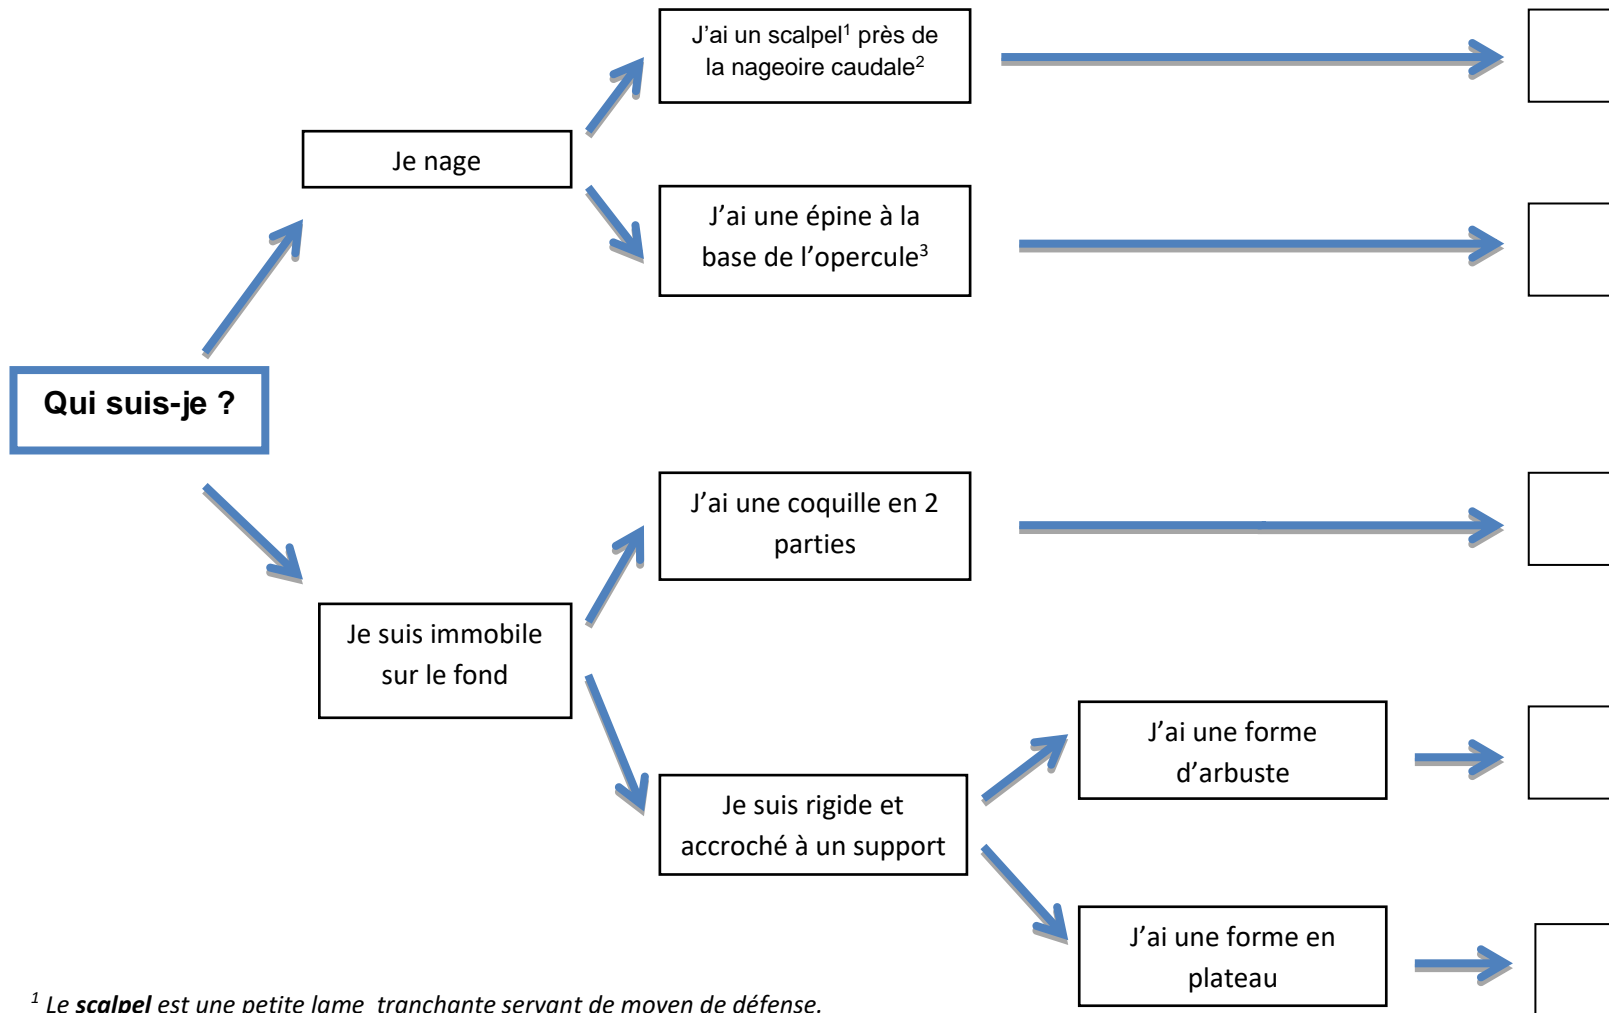 J’ai un scalpel¹ près de
la nageoire caudale²
Je nage
J’ai une épine à la
base de l’opercule³
Qui suis-je ?
J’ai une coquille en 2
parties
Je suis immobile
sur le fond
J’ai une forme
d’arbuste
Je suis rigide et
accroché à un support
J’ai une forme en
plateau
¹ Le scalpel est une petite lame tranchante servant de moyen de défense.